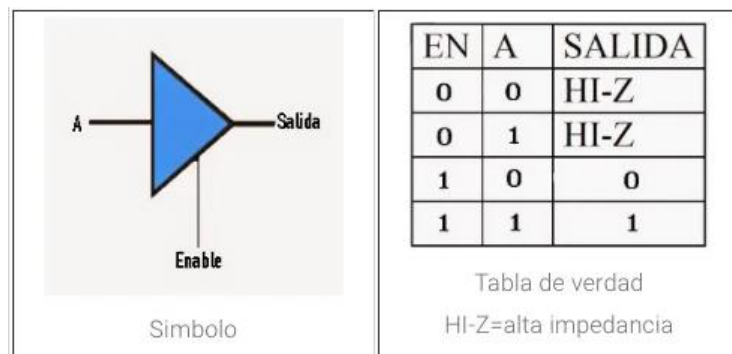 A
Salida
Enable
Simbolo
EN A SALIDA
0 0 HI-Z
0 1 HI-Z
1 0 0
1 1 1
Tabla de verdad
HI-Z=alta impedancia